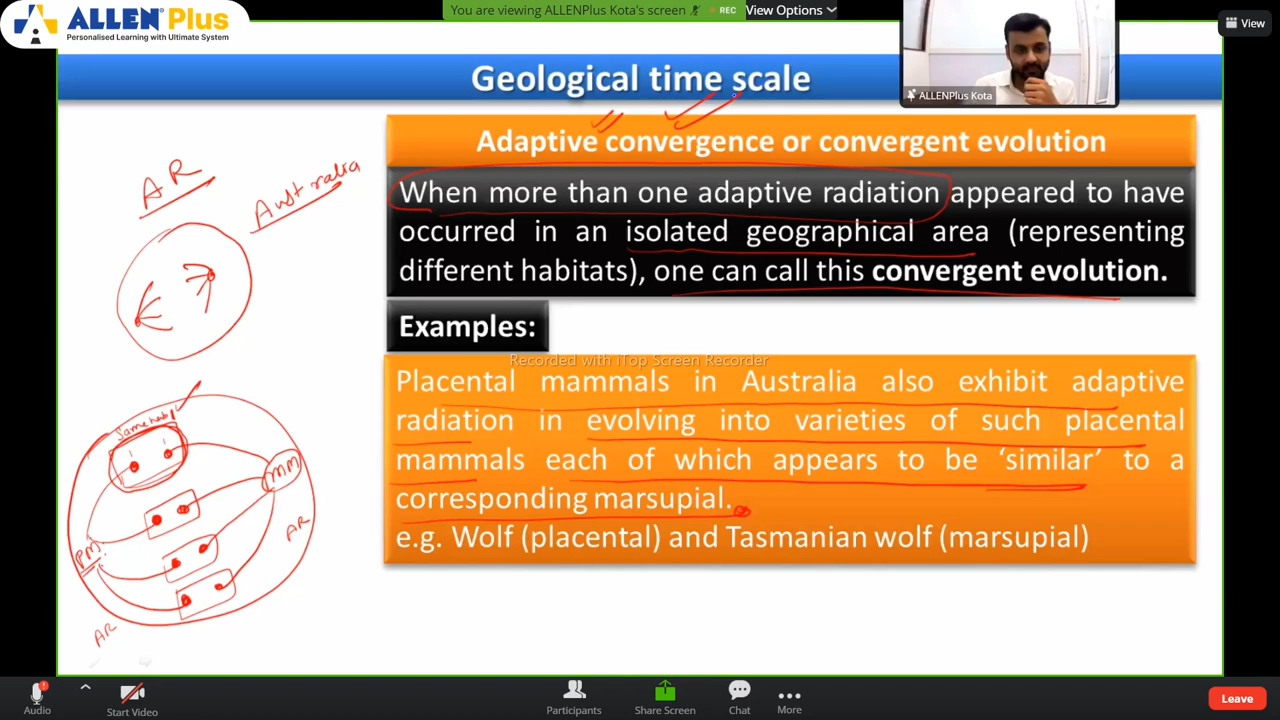 ALLEN Plus
Personalised Learning with Ultimate System
You are viewing ALLENPlus Kota's screen
REC
View Options
View
ALLENPlus Kota
Geological time scale
Adaptive convergence or convergent evolution
When more than one adaptive radiation appeared to have
occurred in an isolated geographical area (representing
different habitats), one can call this convergent evolution.
Examples:
Recorded with iTop Screen Recorder
Placental mammals in Australia also exhibit adaptive
radiation in evolving into varieties of such placental
mammals each of which appears to be ‘similar’ to a
corresponding marsupial.
e.g. Wolf (placental) and Tasmanian wolf (marsupial)
AR
Australia
Same
MM
PM
AR
AR
Audio
Start Video
Participants
Share Screen
Chat
More
Leave